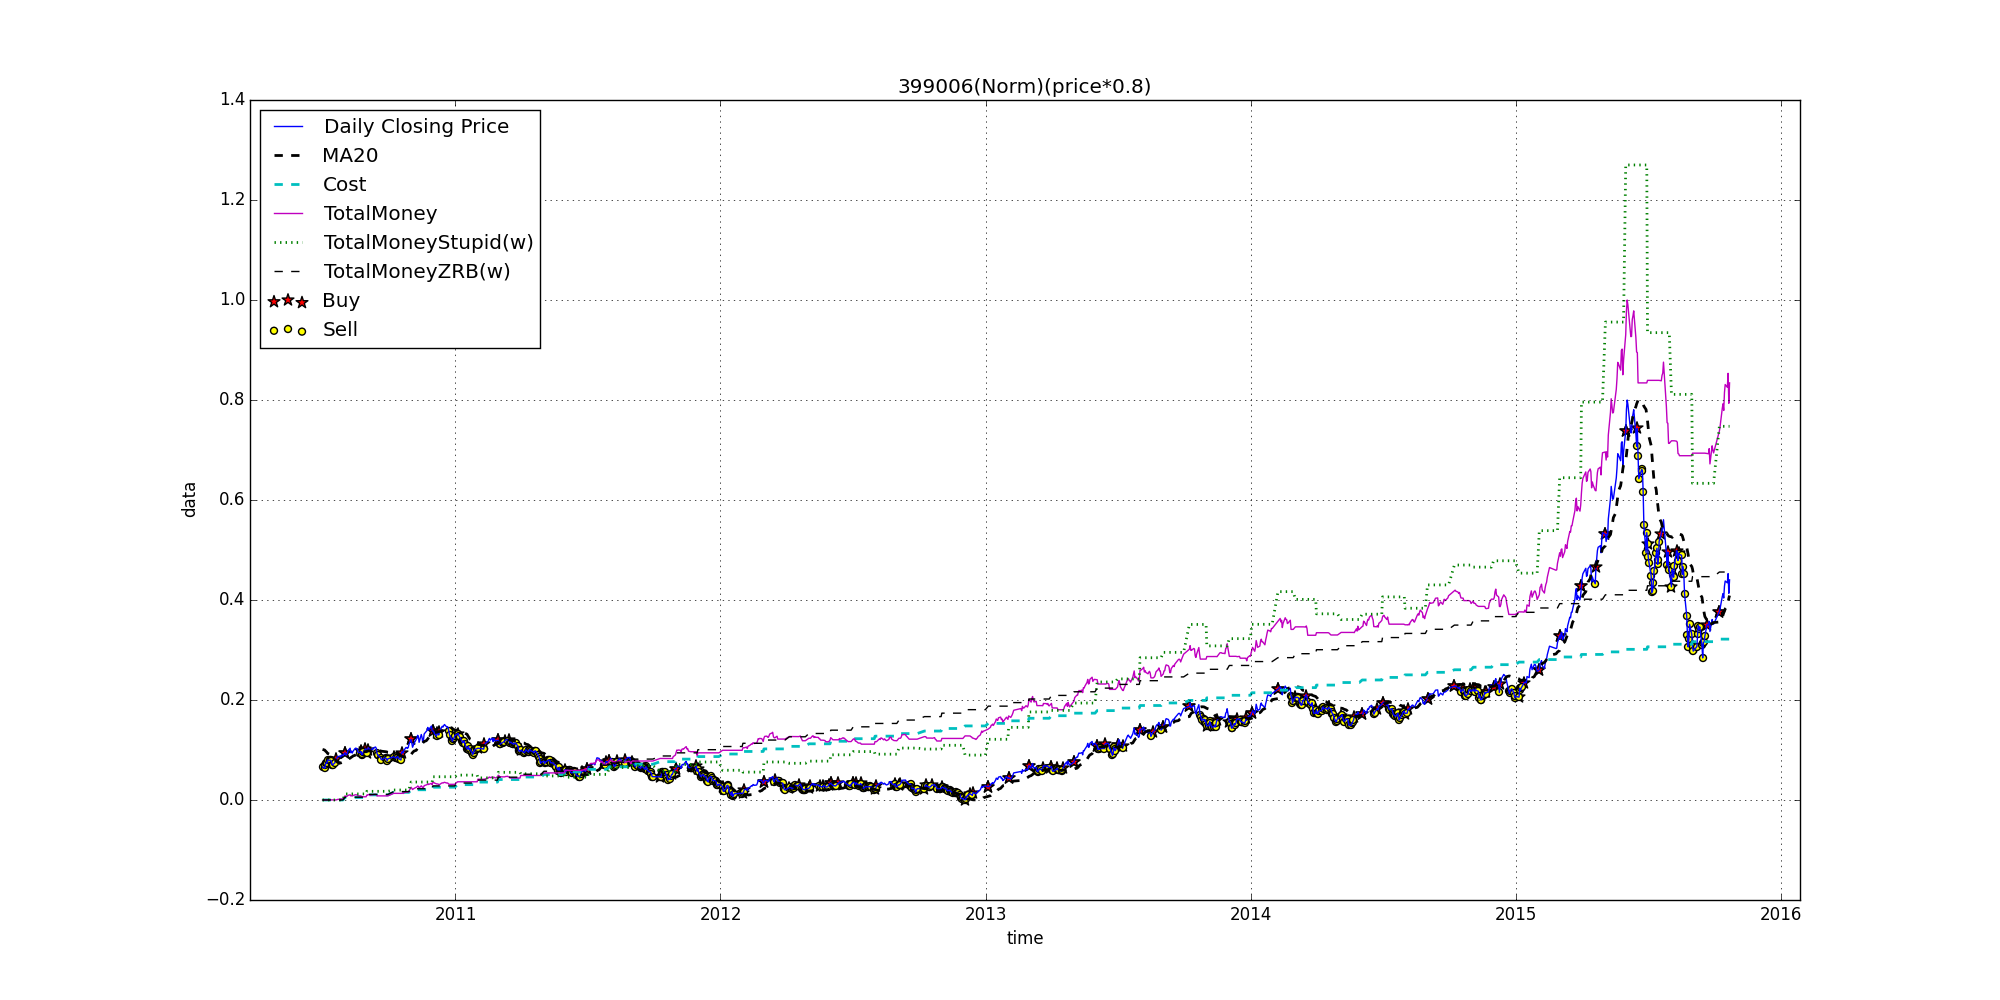 399006(Norm)(price*0.8)
1.4
1.2
1.0
0.8
0.6
0.4
0.2
0.0
−0.2
data
Daily Closing Price
MA20
Cost
TotalMoney
TotalMoneyStupid(w)
TotalMoneyZRB(w)
Buy
Sell
2011 2012 2013 2014 2015 2016
time